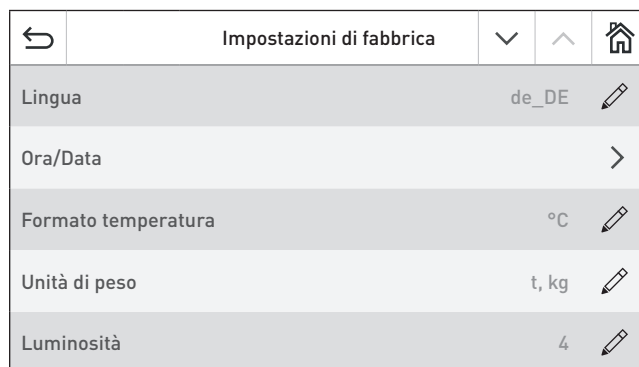 Impostazioni di fabbrica
Lingua de_DE
Ora/Data
Formato temperatura °C
Unità di peso t, kg
Luminosità 4